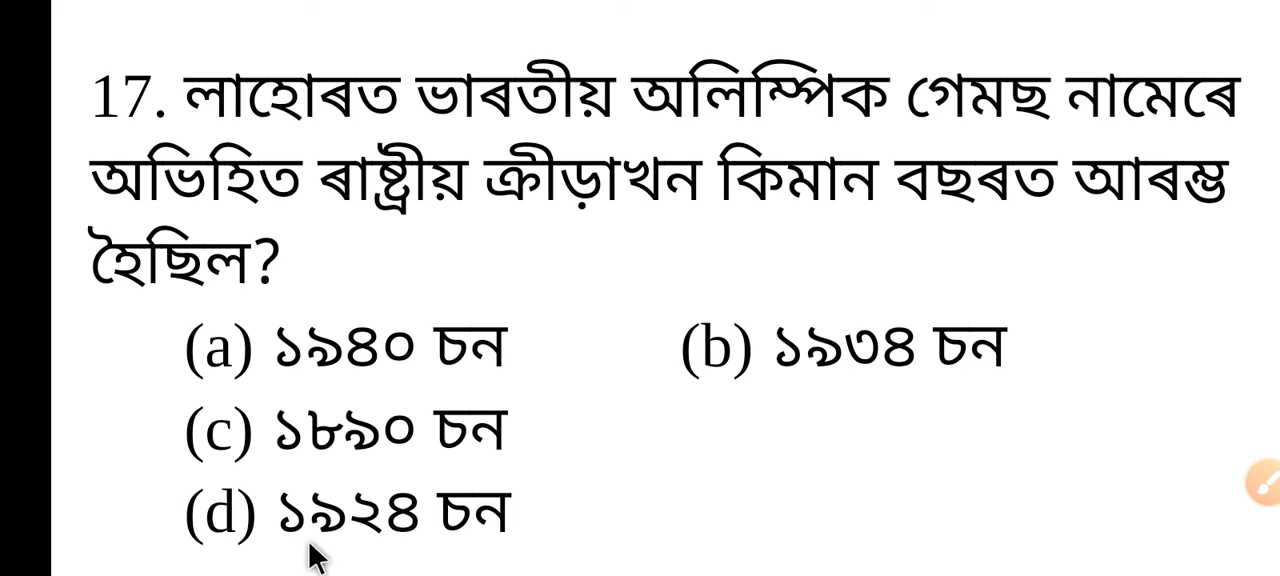 17. লাহোৰত ভাৰতীয় অলিম্পিক গেমছ নামেৰে
অভিহিত ৰাষ্ট্ৰীয় ক্ৰীড়াখন কিমান বছৰত আৰম্ভ
হৈছিল?
(a) ১৯৪০ চন (b) ১৯৩৪ চন
(c) ১৮৯০ চন
(d) ১৯২৪ চন